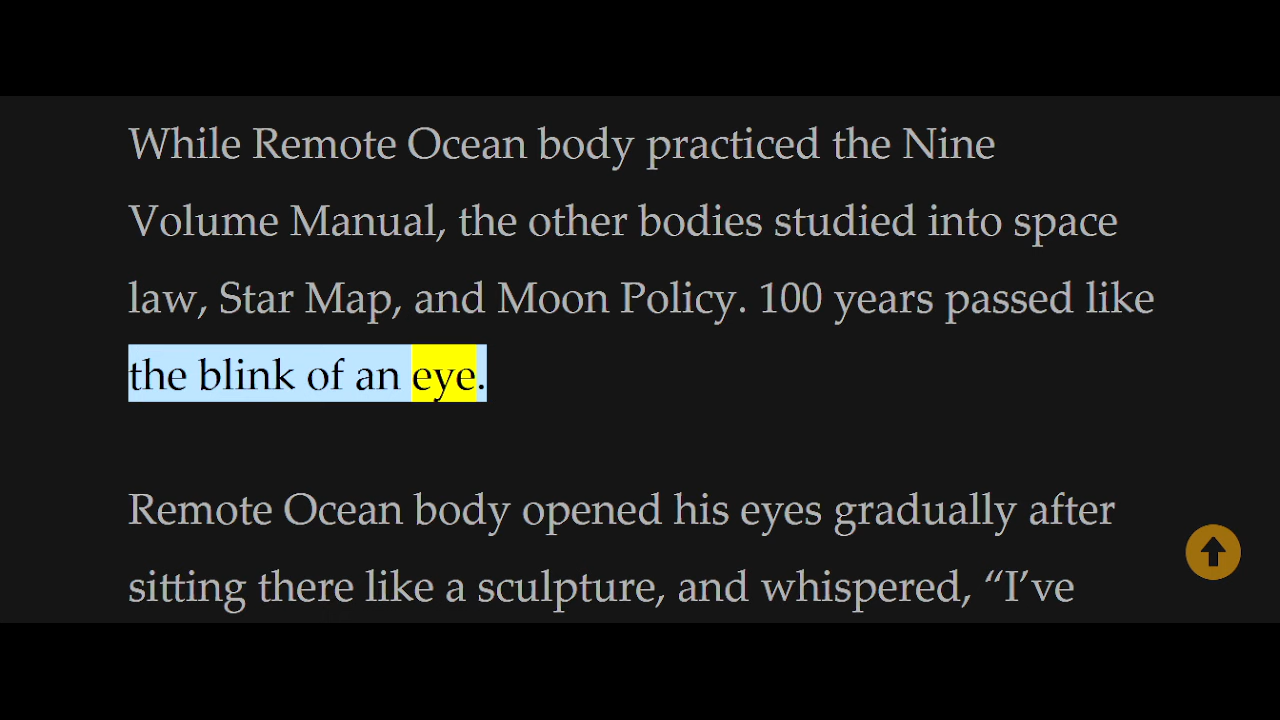 While Remote Ocean body practiced the Nine
Volume Manual, the other bodies studied into space
law, Star Map, and Moon Policy. 100 years passed like
the blink of an eye.
Remote Ocean body opened his eyes gradually after
sitting there like a sculpture, and whispered, “I’ve